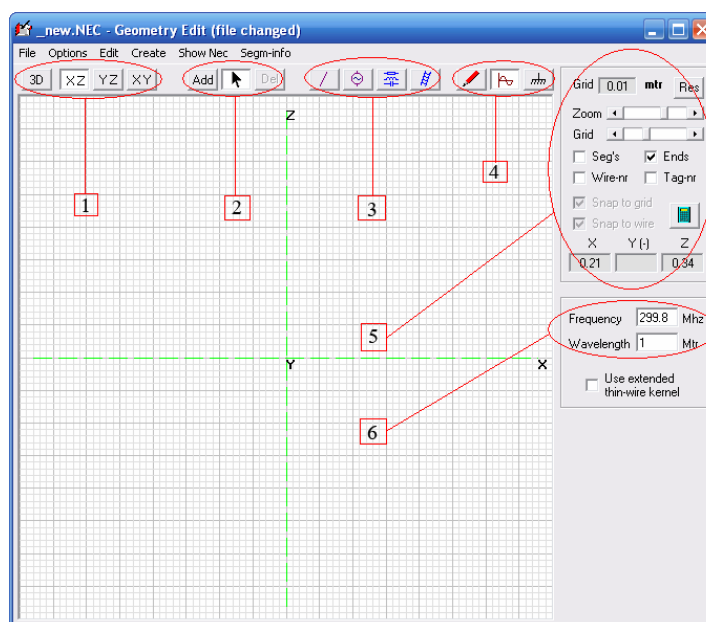 _new.NEC - Geometry Edit (file changed)
File Options Edit Create Show Nec Segm-info
3D XZ YZ XY Add Del
Grid 0.01 mtr Res
Zoom
Grid
Seg's Ends
Wire-nr Tag-nr
Snap to grid
Snap to wire
X Y (-) Z
0.21 0.34
Frequency 299.8 Mhz
Wavelength 1 Mtr
Use extended
thin-wire kernel
Z
Y X
1
2
3
4
5
6